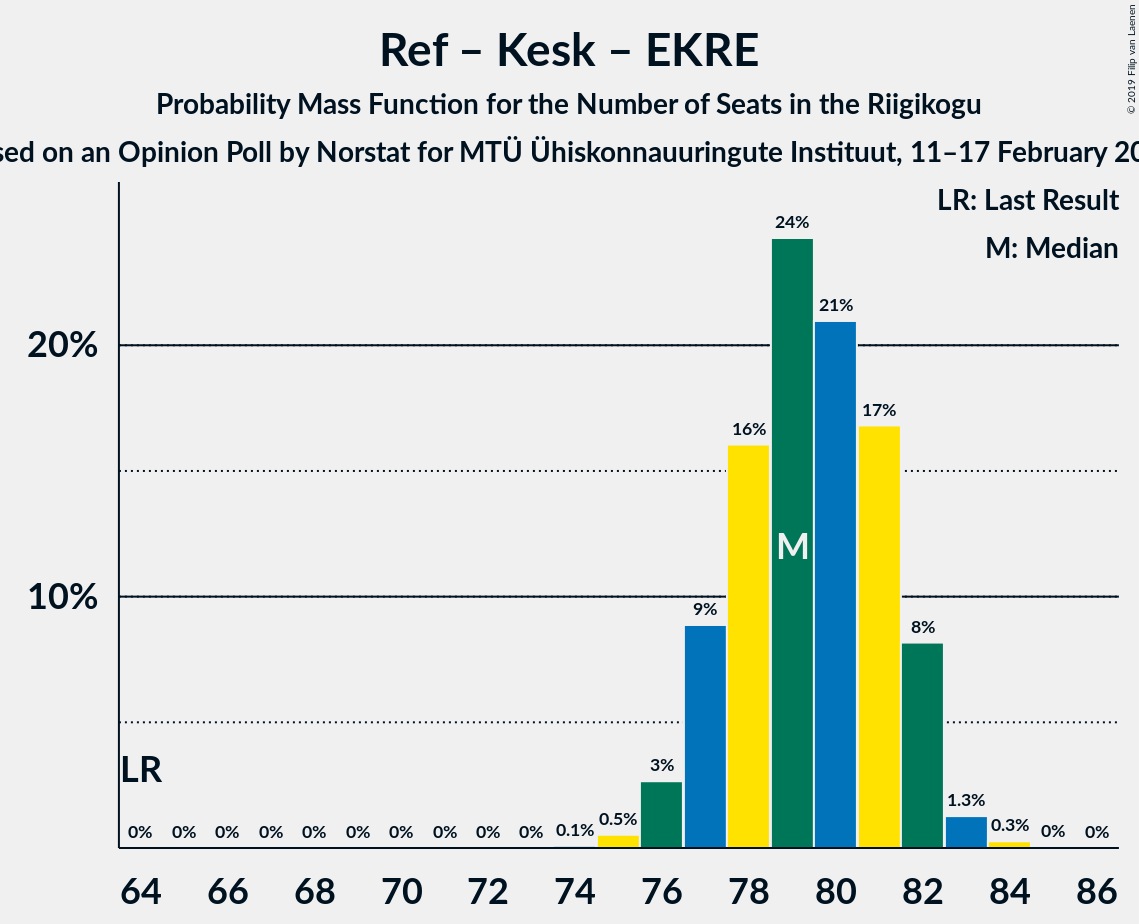 Ref – Kesk – EKRE
Probability Mass Function for the Number of Seats in the Riigikogu
on an Opinion Poll by Norstat for MTÜ Ühiskonnauuringute Instituut, 11–17 February
© 2019 Filip van Laenen
LR: Last Result
M: Median
24%
21%
20%
17%
16%
M
10%
9%
8%
LR
3%
1.3%
0% 0% 0% 0% 0% 0% 0% 0% 0% 0% 0.1% 0.5% 0.3% 0% 0%
64 66 68 70 72 74 76 78 80 82 84 86